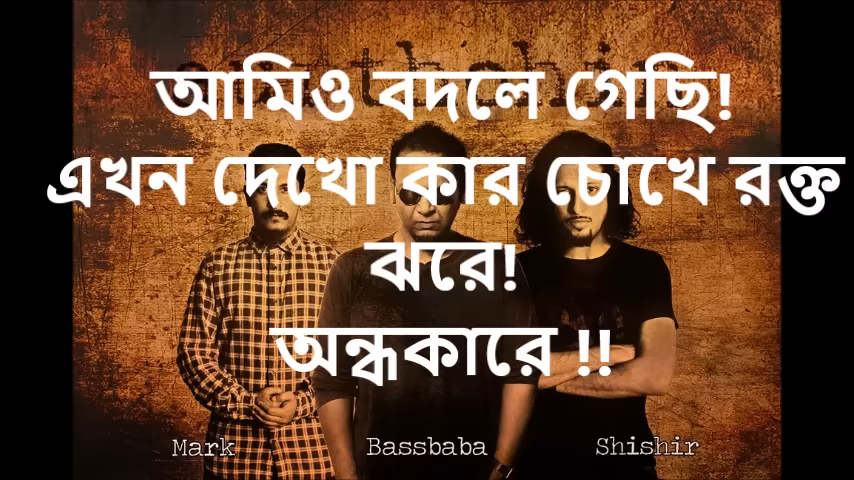 আমিও বদলে গেছি!
এখন দেখো কার চোখে রক্ত
ঝরে!
অন্ধকারে !!
Mark Bassbaba Shishir